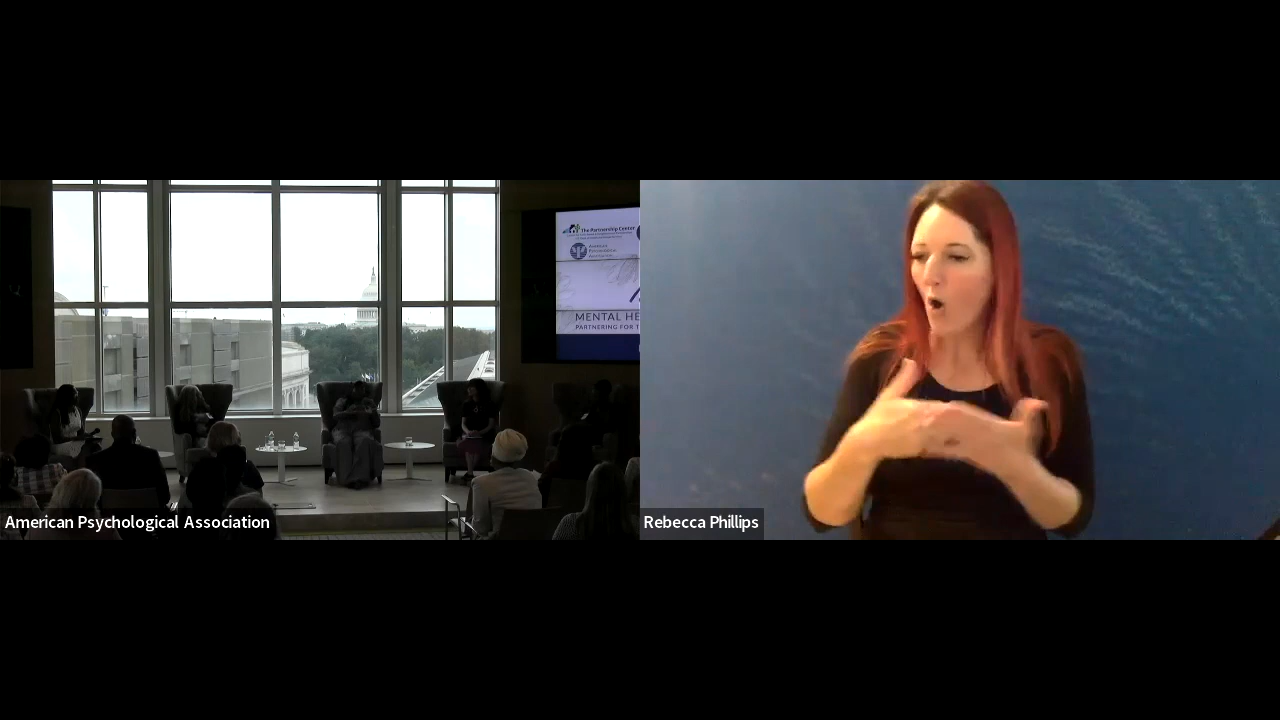 The Partnership Center
AMERICAN
PSYCHOLOGICAL
ASSOCIATION
MENTAL HE
PARTNERING FOR T
American Psychological Association
Rebecca Phillips